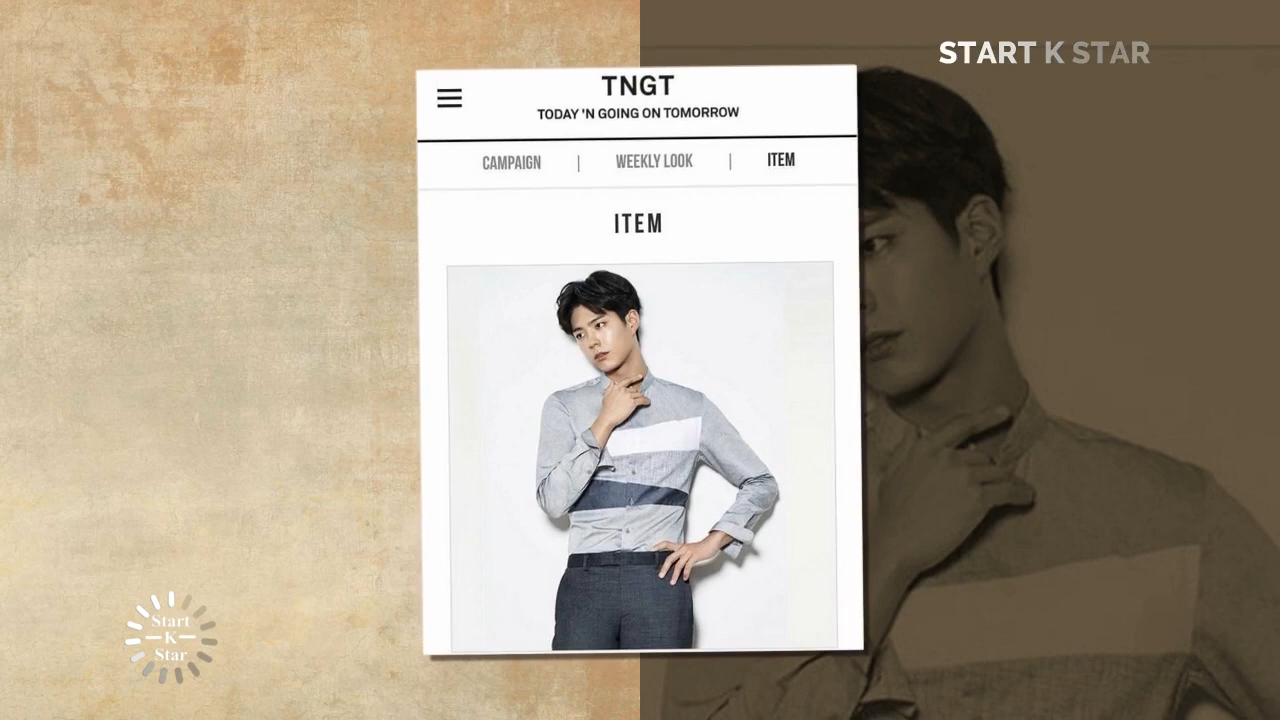 START K STAR
TNGT
TODAY 'N GOING ON TOMORROW
CAMPAIGN | WEEKLY LOOK | ITEM
ITEM
Start
K
Star